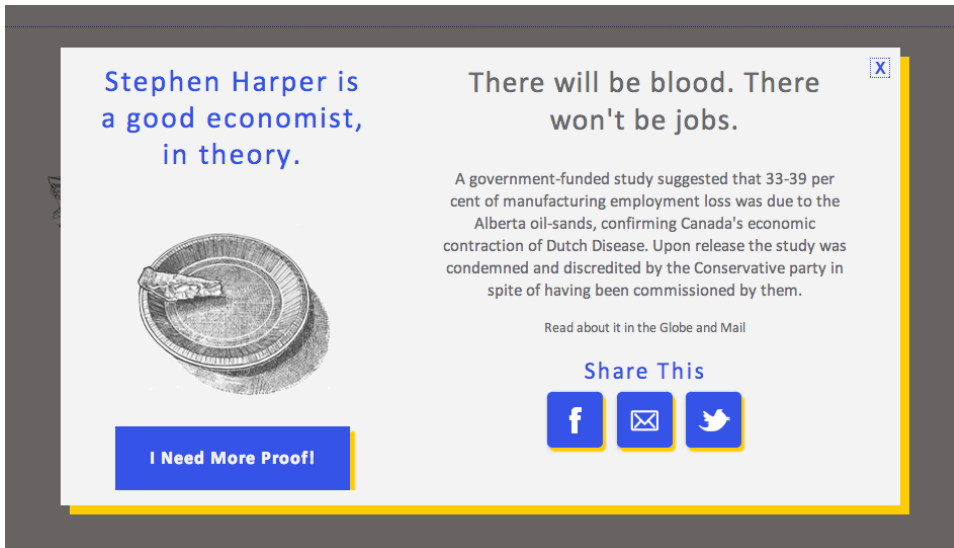 Stephen Harper is
a good economist,
in theory.
I Need More Proof!
X
There will be blood. There
won't be jobs.
A government-funded study suggested that 33-39 per
cent of manufacturing employment loss was due to the
Alberta oil-sands, confirming Canada's economic
contraction of Dutch Disease. Upon release the study was
condemned and discredited by the Conservative party in
spite of having been commissioned by them.
Read about it in the Globe and Mail
Share This
f